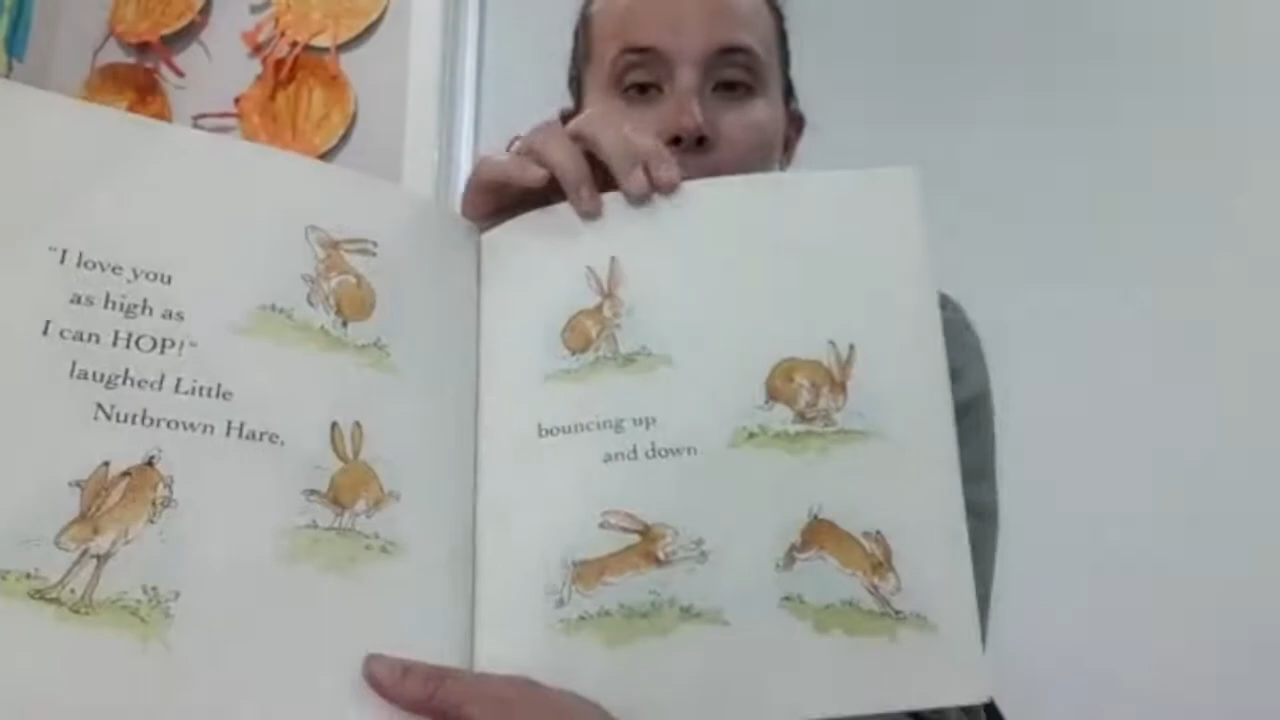 "I love you
as high as
I can HOP!"
laughed Little
Nutbrown Hare,
bouncing up
and down.